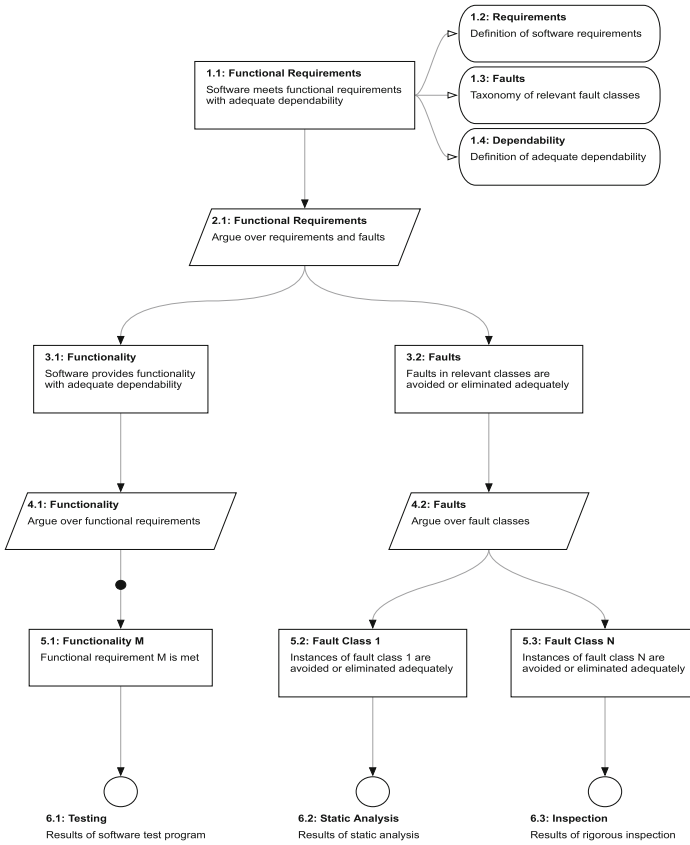 1.2: Requirements
Definition of software requirements
1.1: Functional Requirements
Software meets functional requirements
with adequate dependability
1.3: Faults
Taxonomy of relevant fault classes
1.4: Dependability
Definition of adequate dependability
2.1: Functional Requirements
Argue over requirements and faults
3.1: Functionality
Software provides functionality
with adequate dependability
3.2: Faults
Faults in relevant classes are
avoided or eliminated adequately
4.1: Functionality
Argue over functional requirements
4.2: Faults
Argue over fault classes
5.1: Functionality M
Functional requirement M is met
5.2: Fault Class 1
Instances of fault class 1 are
avoided or eliminated adequately
5.3: Fault Class N
Instances of fault class N are
avoided or eliminated adequately
6.1: Testing
Results of software test program
6.2: Static Analysis
Results of static analysis
6.3: Inspection
Results of rigorous inspection